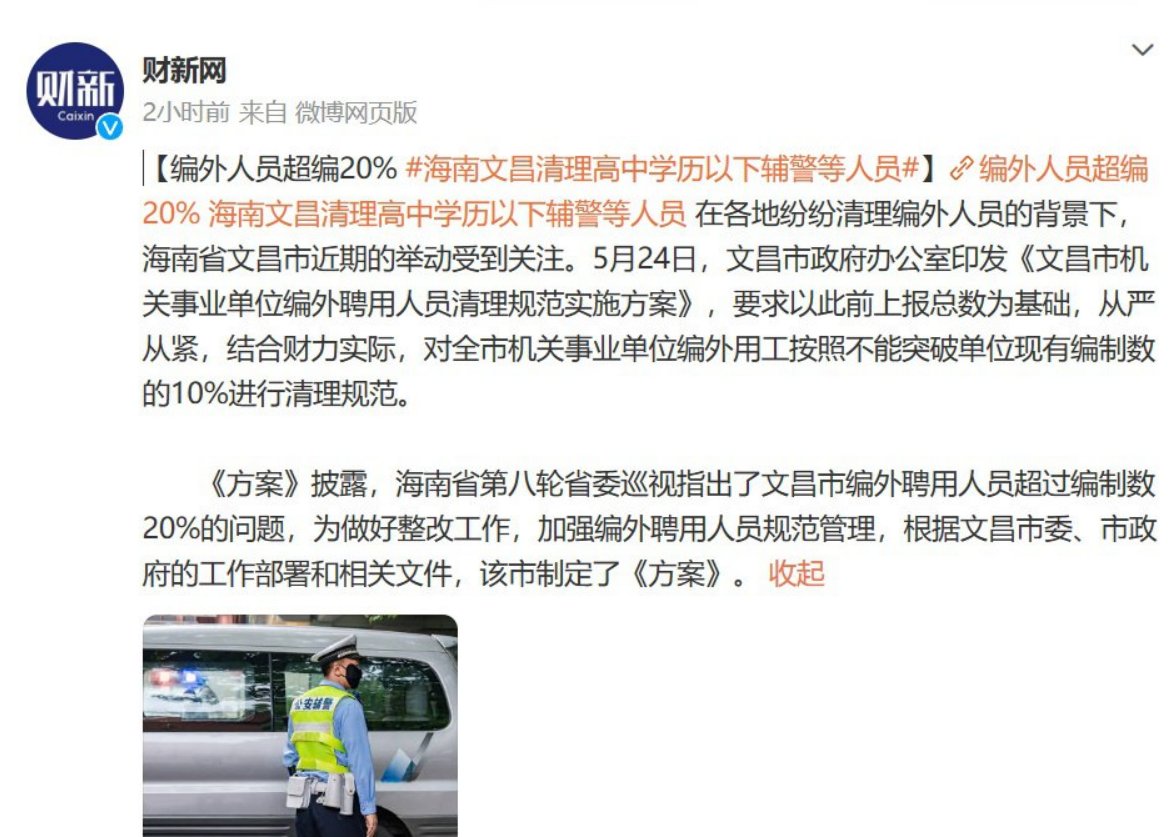 财新
Caixin
财新网
2小时前 来自 微博网页版
【编外人员超编20% #海南文昌清理高中学历以下辅警等人员#】编外人员超编
20% 海南文昌清理高中学历以下辅警等人员 在各地纷纷清理编外人员的背景下，
海南省文昌市近期的举动受到关注。5月24日，文昌市政府办公室印发《文昌市机
关事业单位编外聘用人员清理规范实施方案》，要求以此前上报总数为基础，从严
从紧，结合财力实际，对全市机关事业单位编外用工按照不能突破单位现有编制数
的10%进行清理规范。
《方案》披露，海南省第八轮省委巡视指出了文昌市编外聘用人员超过编制数
20%的问题，为做好整改工作，加强编外聘用人员规范管理，根据文昌市委、市政
府的工作部署和相关文件，该市制定了《方案》。 收起
公安辅警